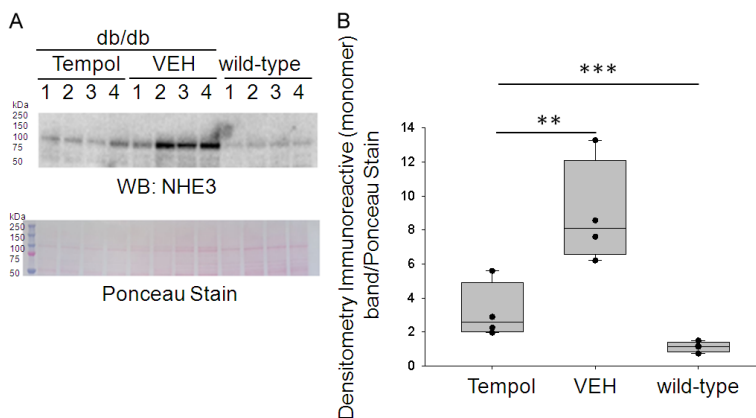 A
db/db
Tempol VEH wild-type
1 2 3 4 1 2 3 4 1 2 3 4
kDa
250
150
100
75
50
WB: NHE3
kDa
250
150
100
75
50
Ponceau Stain
B
Densitometry Immunoreactive (monomer)
band/Ponceau Stain
14
12
10
8
6
4
2
0
***
**
Tempol VEH wild-type